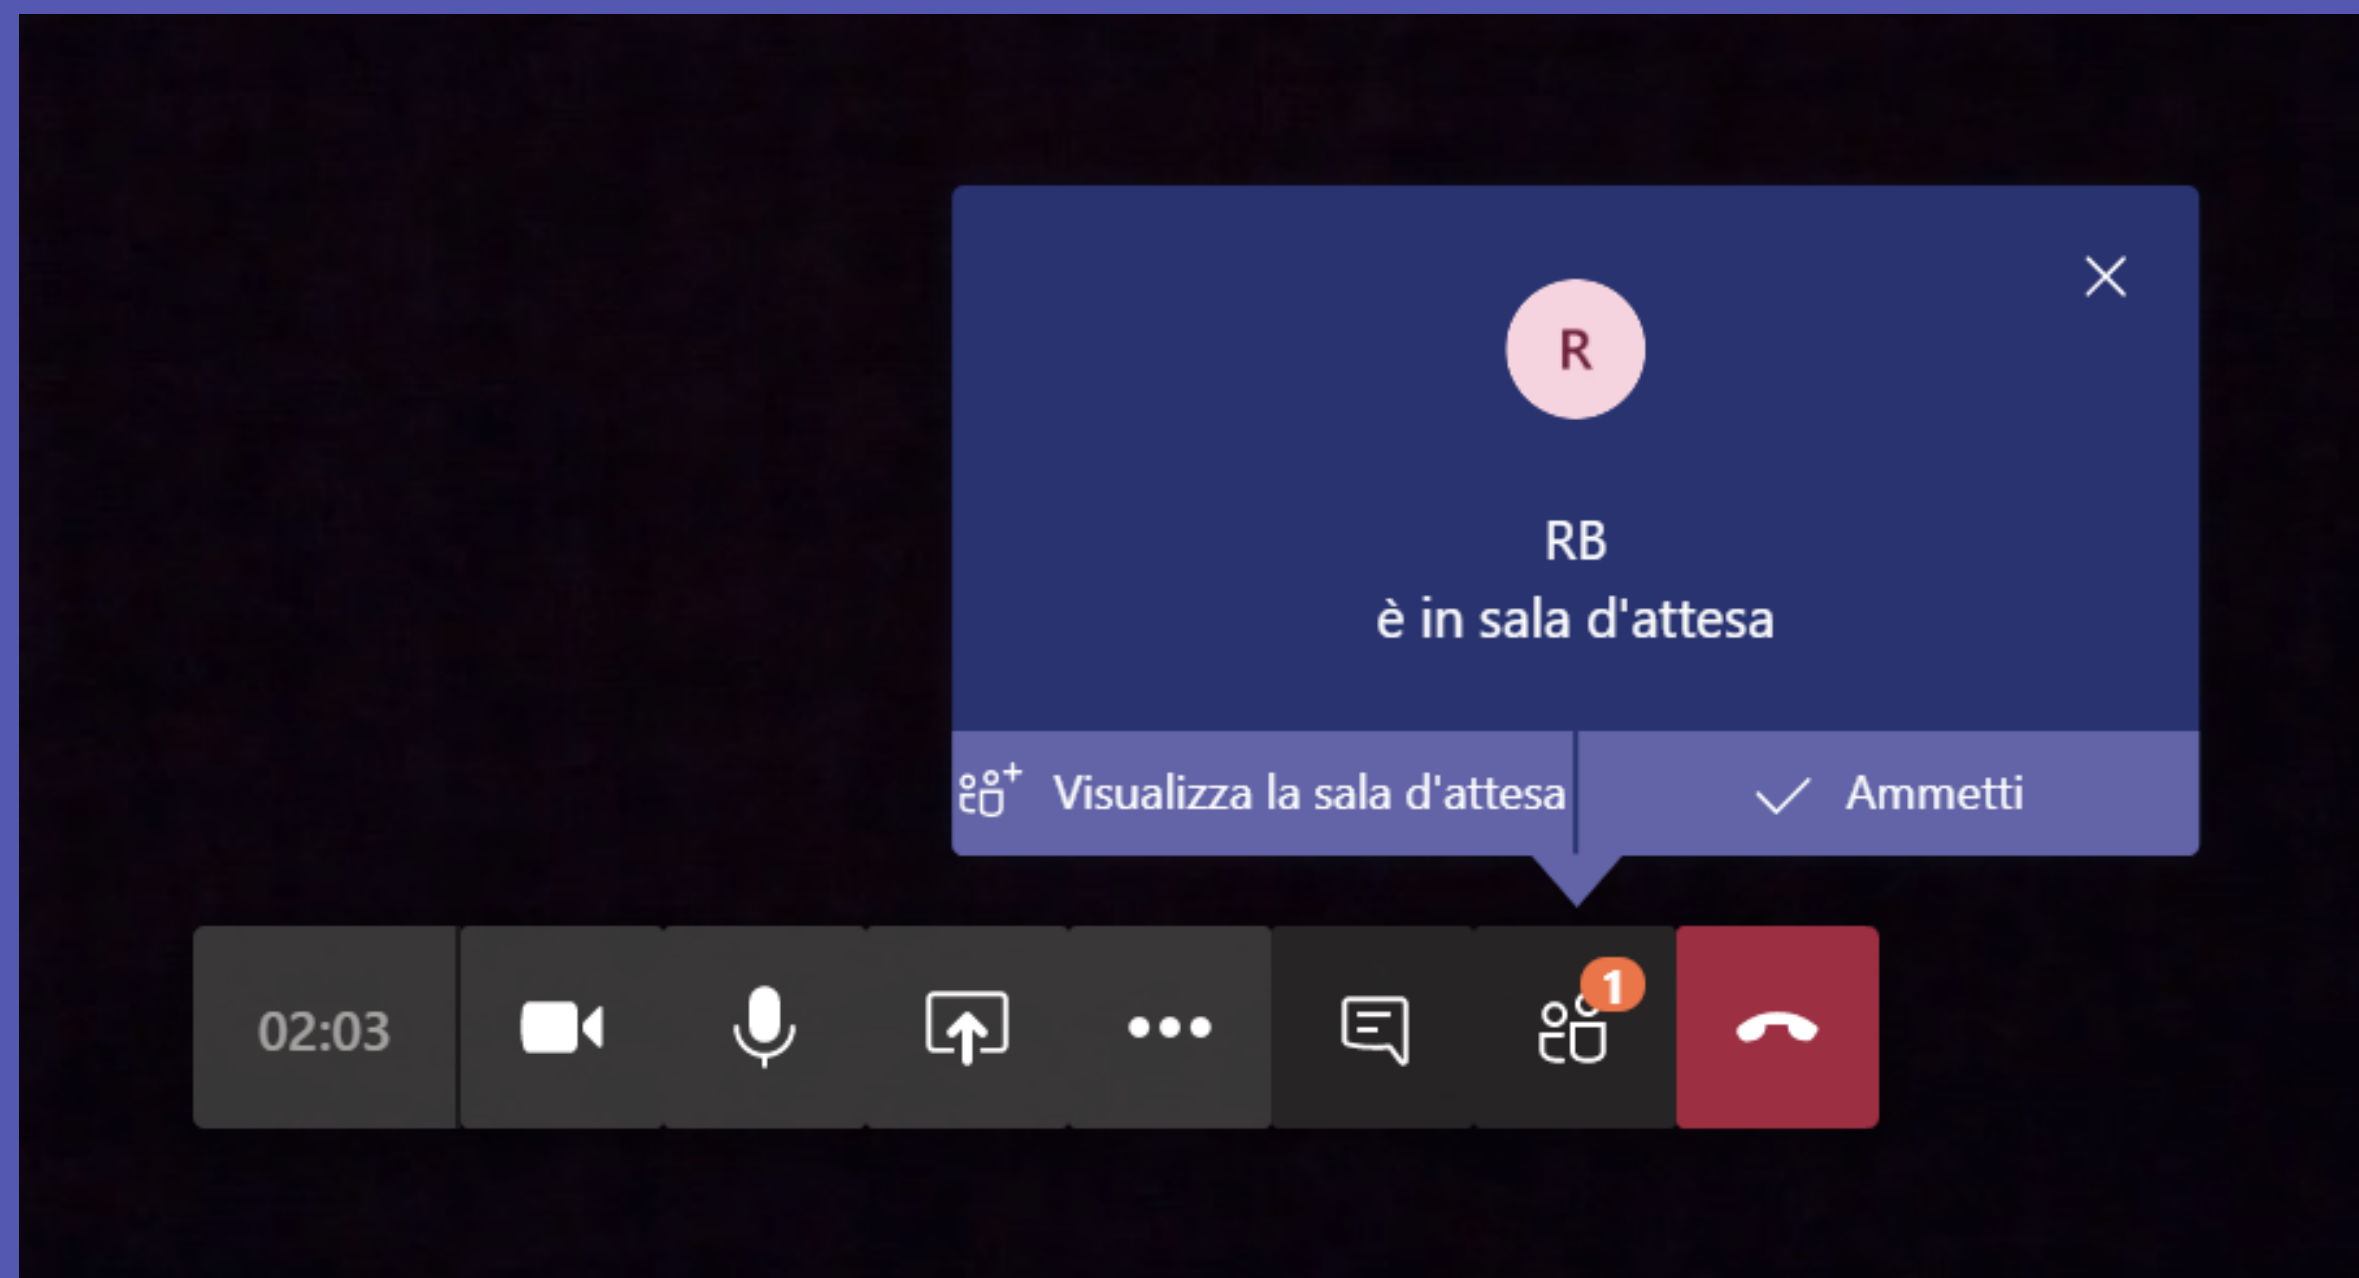 R
RB
è in sala d'attesa
Visualizza la sala d'attesa
Ammetti
02:03
1